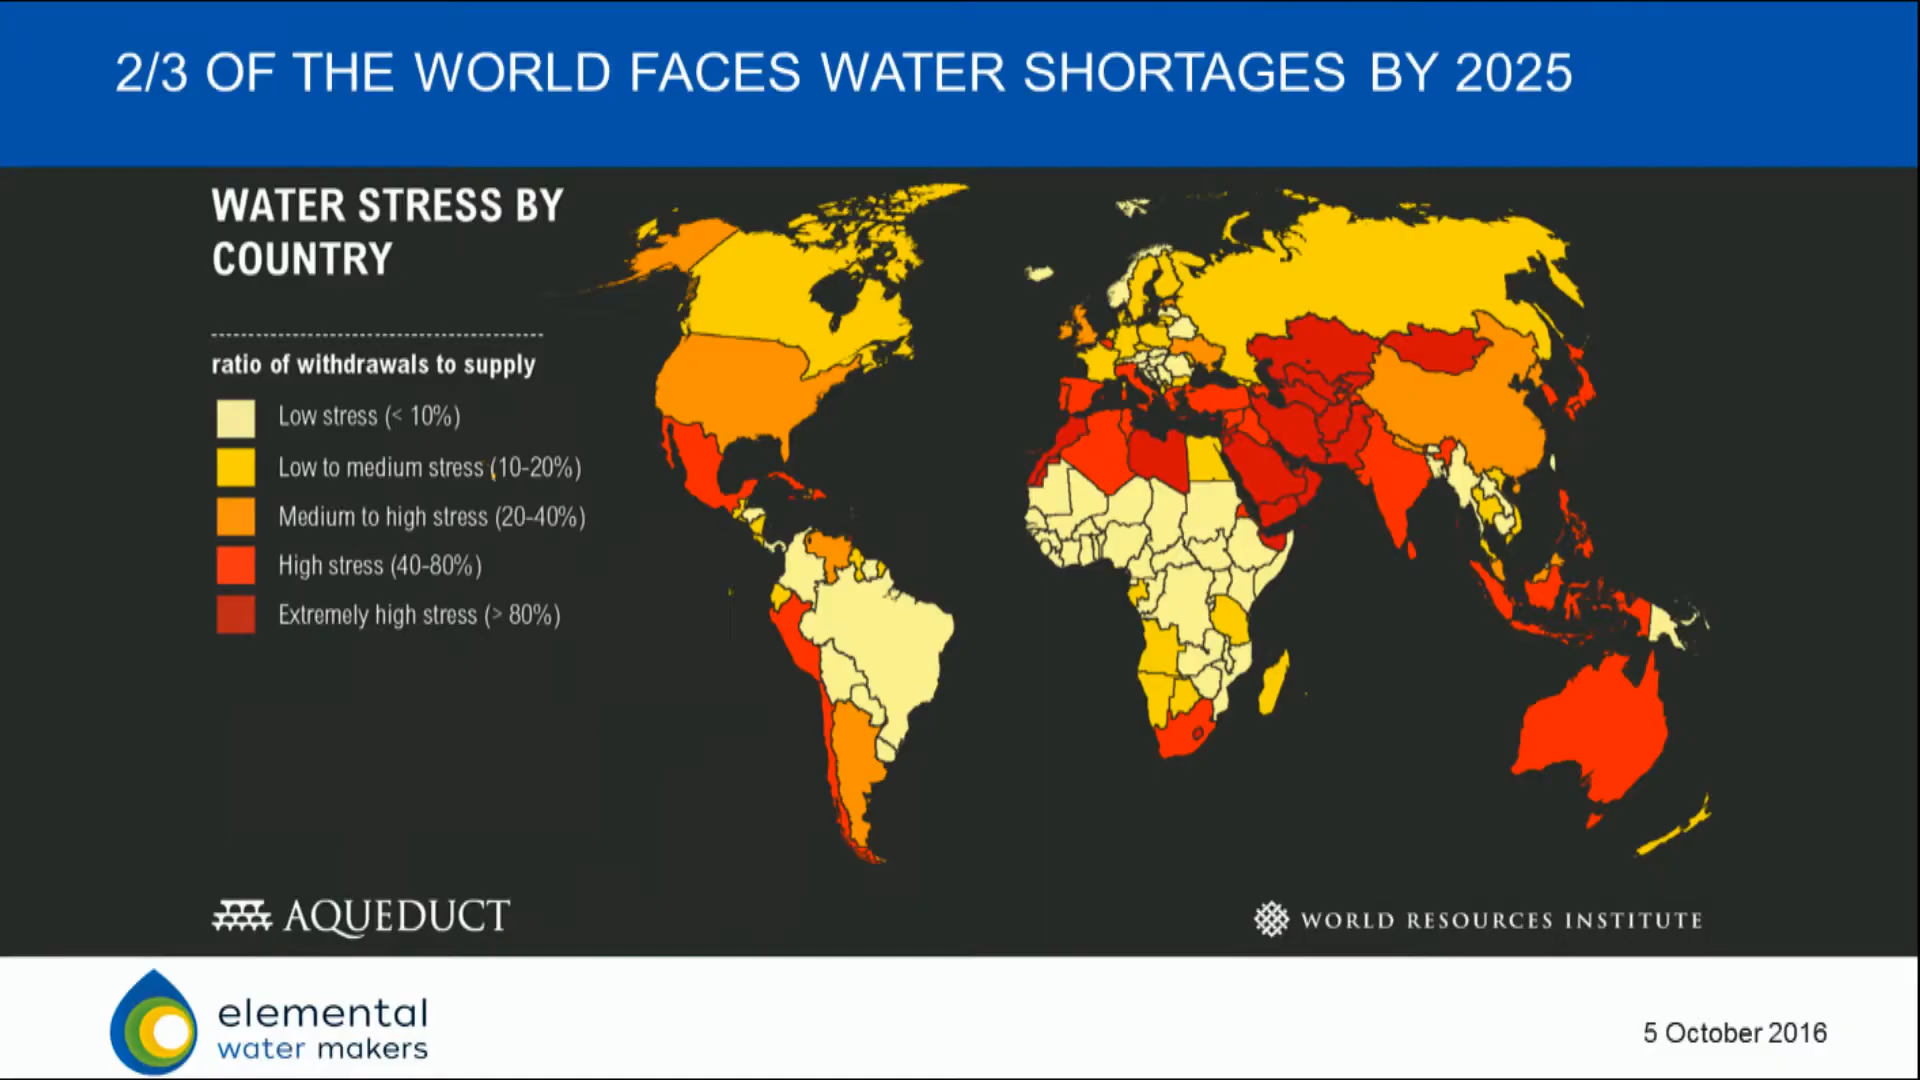 2/3 OF THE WORLD FACES WATER SHORTAGES BY 2025
WATER STRESS BY
COUNTRY
ratio of withdrawals to supply
Low stress (< 10%)
Low to medium stress (10-20%)
Medium to high stress (20-40%)
High stress (40-80%)
Extremely high stress (> 80%)
AQUEDUCT
WORLD RESOURCES INSTITUTE
elemental
water makers
5 October 2016